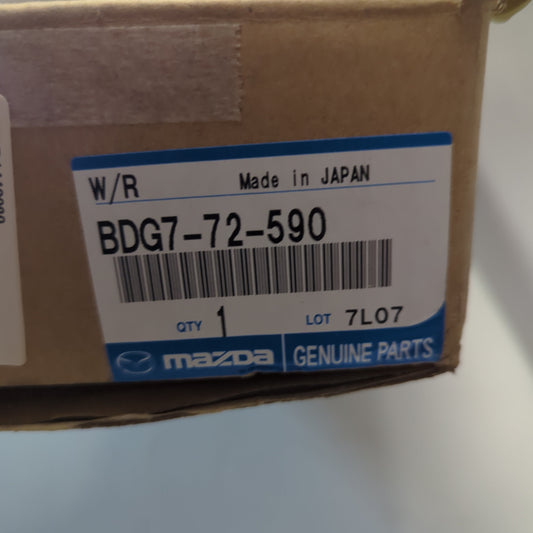 W/R Made in JAPAN
BDG7-72-590
QTY 1 LOT 7L07
mazda GENUINE PARTS